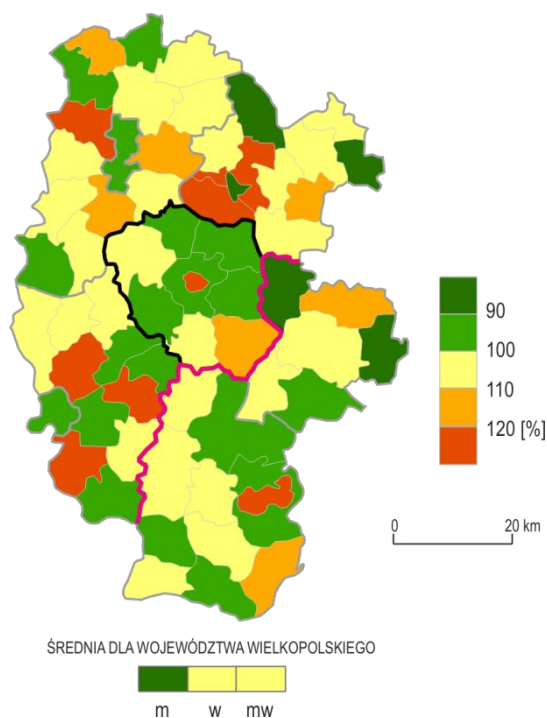 90
100
110
120 [%]
0 20 km
ŚREDNIA DLA WOJEWÓDZTWA WIELKOPOLSKIEGO
m w mw